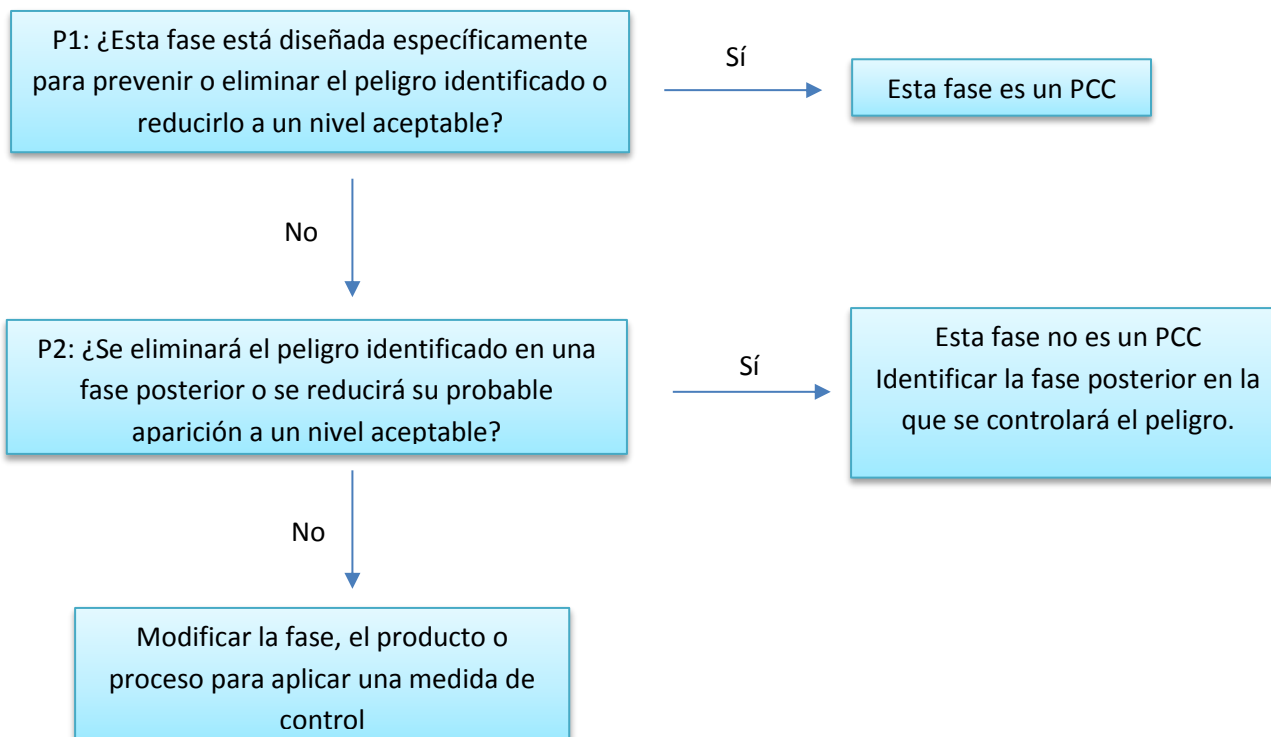 P1: ¿Esta fase está diseñada específicamente
para prevenir o eliminar el peligro identificado o
reducirlo a un nivel aceptable?
Sí
Esta fase es un PCC
No
P2: ¿Se eliminará el peligro identificado en una
fase posterior o se reducirá su probable
aparición a un nivel aceptable?
Sí
Esta fase no es un PCC
Identificar la fase posterior en la
que se controlará el peligro.
No
Modificar la fase, el producto o
proceso para aplicar una medida de
control